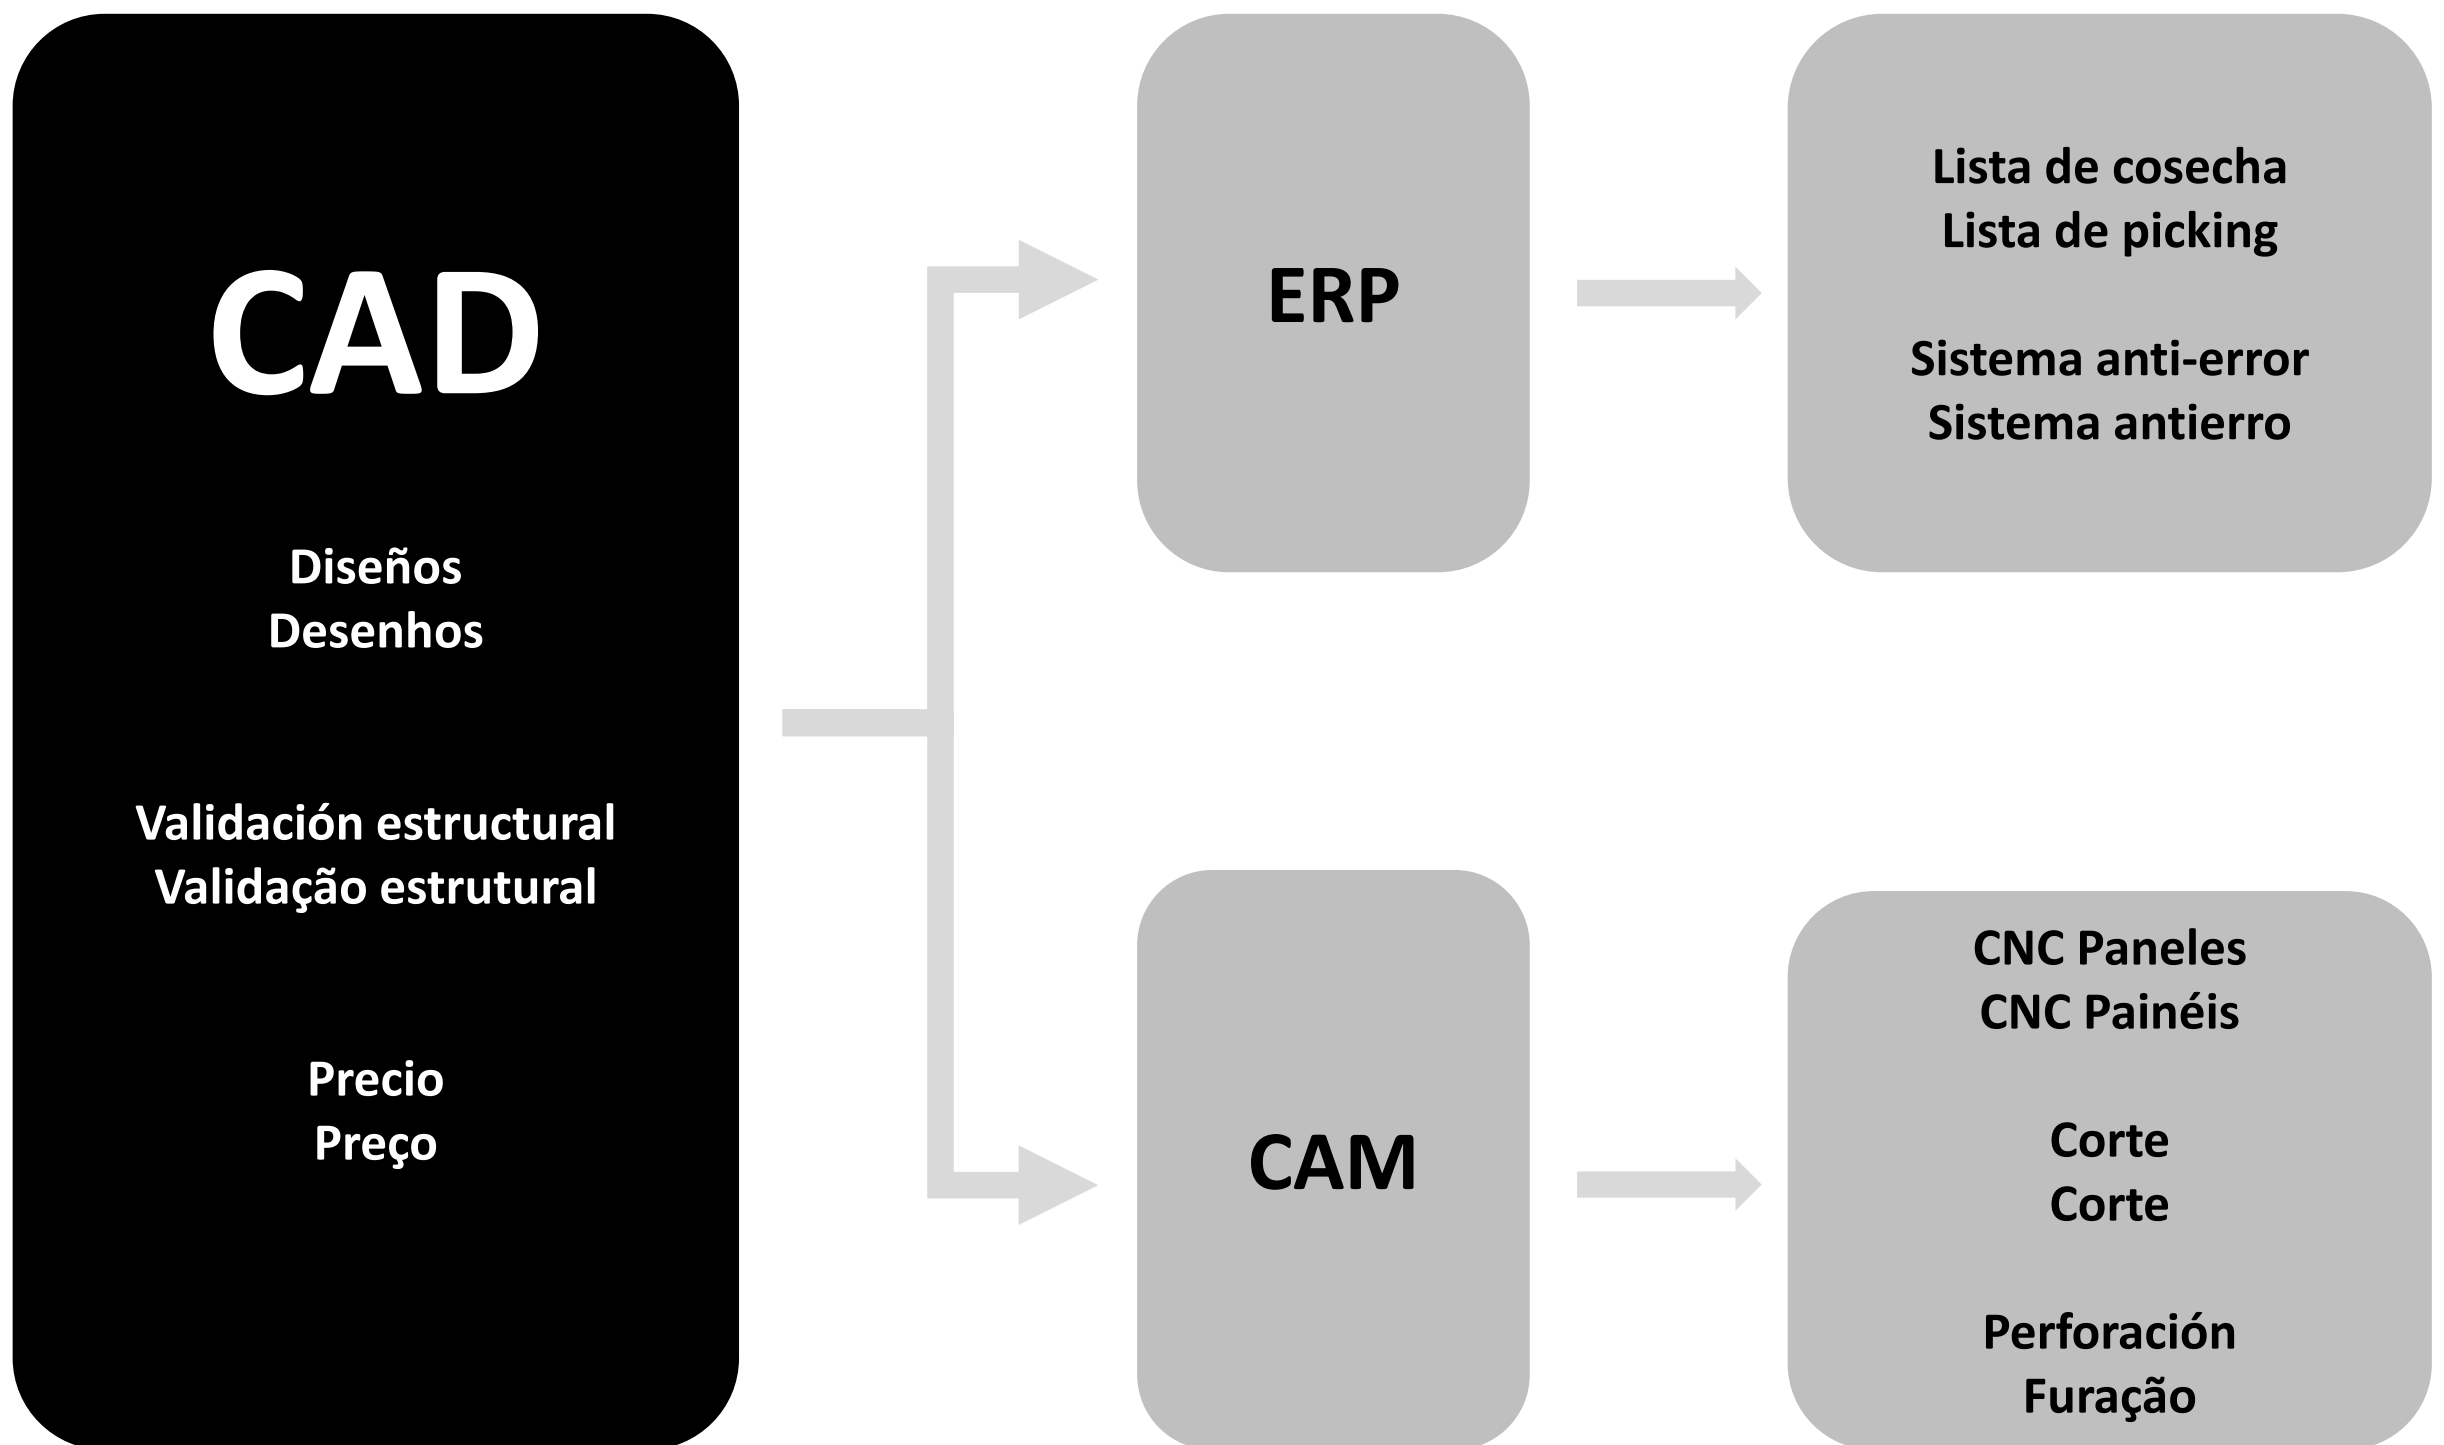 CAD
Diseños
Desenhos
Validación estructural
Validação estrutural
Precio
Preço
ERP
Lista de cosecha
Lista de picking
Sistema anti-error
Sistema antierro
CAM
CNC Paneles
CNC Painéis
Corte
Corte
Perforación
Furação